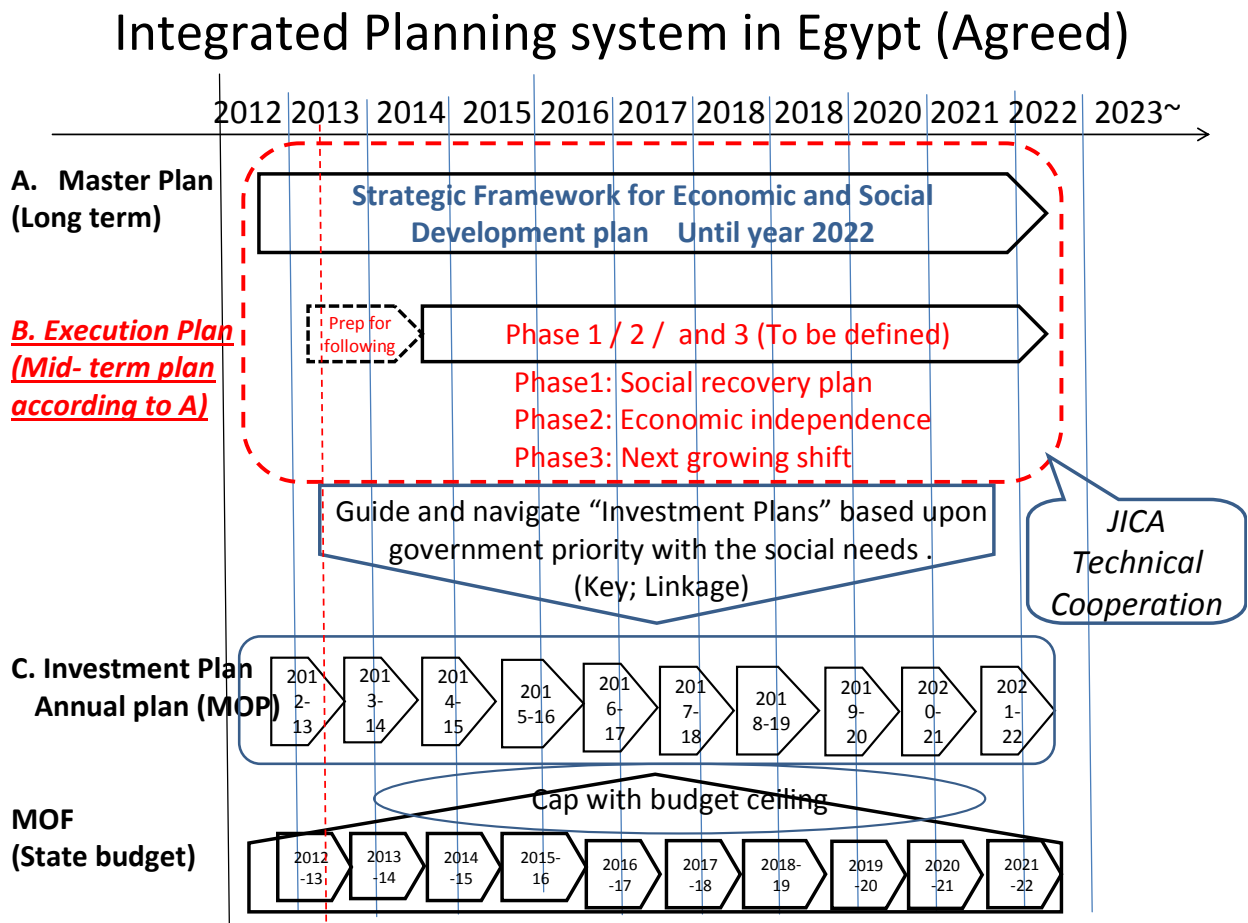 Integrated Planning system in Egypt (Agreed)
2012 2013 2014 2015 2016 2017 2018 2018 2020 2021 2022 2023~
A. Master Plan
(Long term)
Strategic Framework for Economic and Social
Development plan Until year 2022
B. Execution Plan
(Mid- term plan
according to A)
Prep for
following
Phase 1 / 2 / and 3 (To be defined)
Phase1: Social recovery plan
Phase2: Economic independence
Phase3: Next growing shift
Guide and navigate “Investment Plans” based upon
government priority with the social needs .
(Key; Linkage)
JICA
Technical
Cooperation
C. Investment Plan
Annual plan (MOP)
201
2-
13
201
3-
14
201
4-
15
201
5-16
201
6-
17
201
7-
18
201
8-19
201
9-
20
202
0-
21
202
1-
22
Cap with budget ceiling
MOF
(State budget)
2012
-13
2013
-14
2014
-15
2015-
16
2016
-17
2017
-18
2018-
19
2019
-20
2020
-21
2021
-22